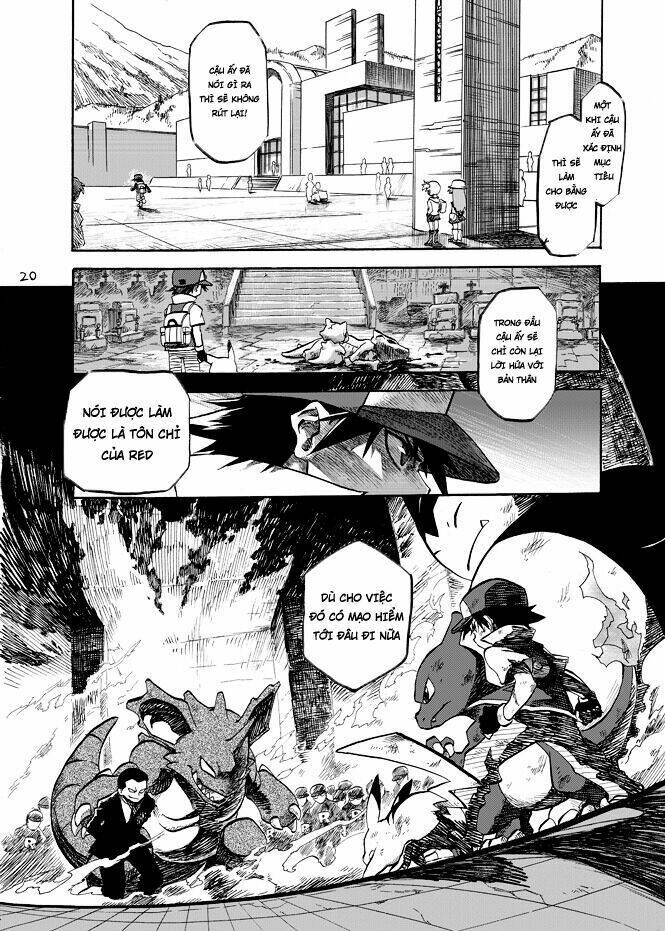 MỘT
KHI CẬU
ẤY ĐÃ
XÁC ĐỊNH
MỤC
TIÊU
THÌ SẼ
LÀM
CHO BẰNG
ĐƯỢC
CẬU ẤY ĐÃ
NÓI GÌ RA
THÌ SẼ KHÔNG
RÚT LẠI!
20
TRONG ĐẦU
CẬU ẤY SẼ
CHỈ CÒN LẠI
LỜI HỨA VỚI
BẢN THÂN
NÓI ĐƯỢC LÀM
ĐƯỢC LÀ TÔN CHỈ
CỦA RED
DÙ CHO VIỆC
ĐÓ CÓ MẠO HIỂM
TỚI ĐÂU ĐI NỮA
R
R
R